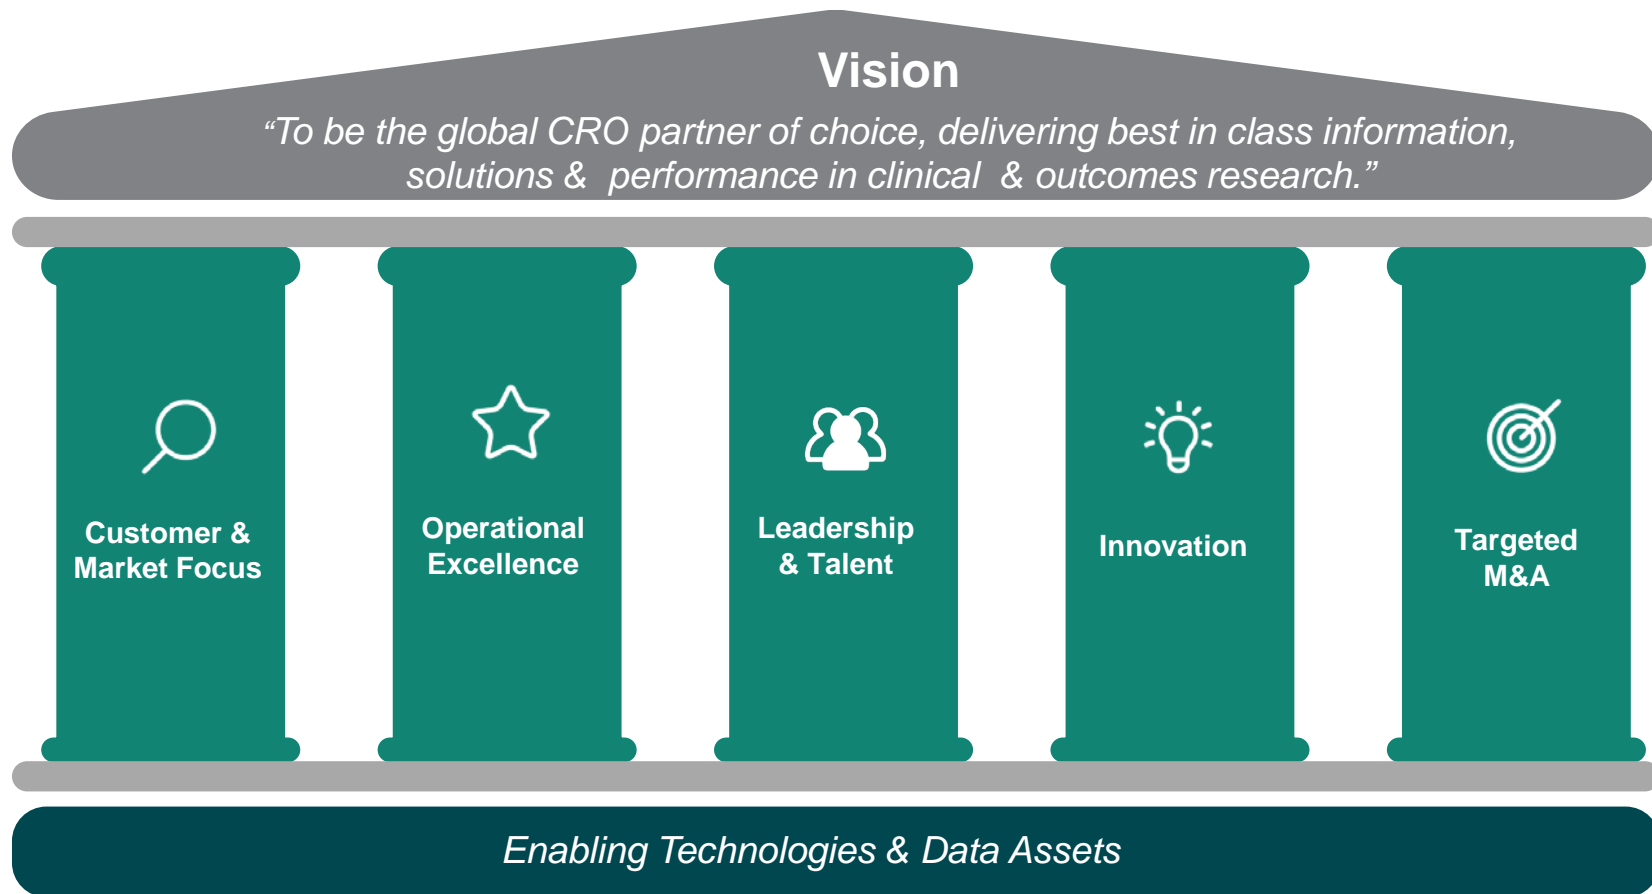 Vision
“To be the global CRO partner of choice, delivering best in class information,
solutions &  performance in clinical  & outcomes research.”
Customer &
Market Focus
Operational
Excellence
Leadership
& Talent
Innovation
Targeted
M&A
Enabling Technologies & Data Assets